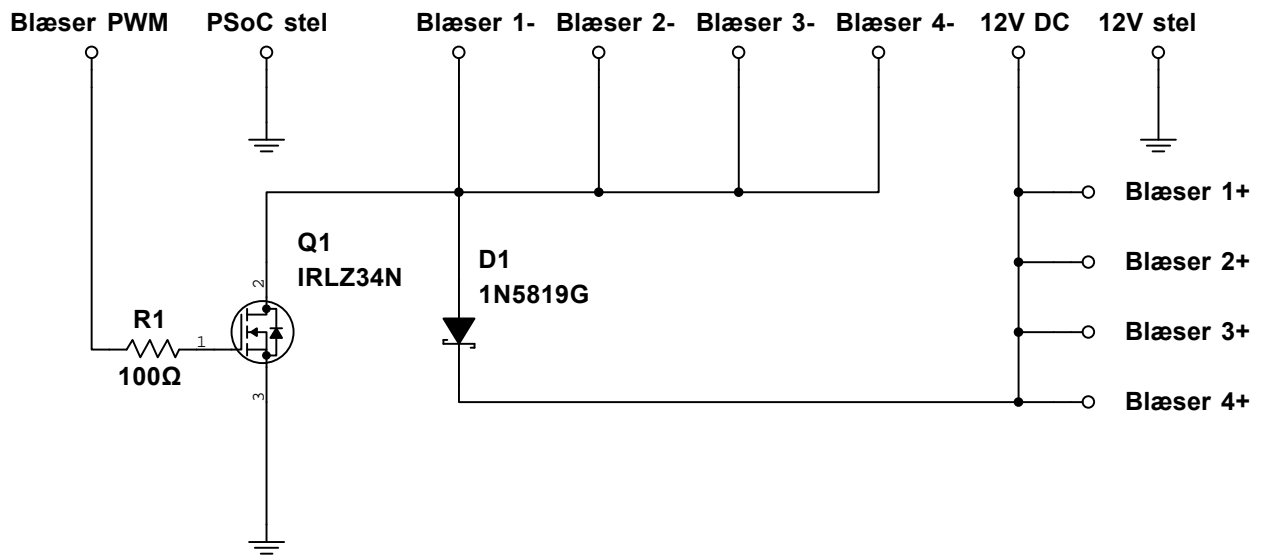 Blæser PWM
PSoC stel
Blæser 1-
Blæser 2-
Blæser 3-
Blæser 4-
12V DC
12V stel
Blæser 1+
Q1
IRLZ34N
D1
1N5819G
Blæser 2+
2
R1
100Ω
1
Blæser 3+
3
Blæser 4+